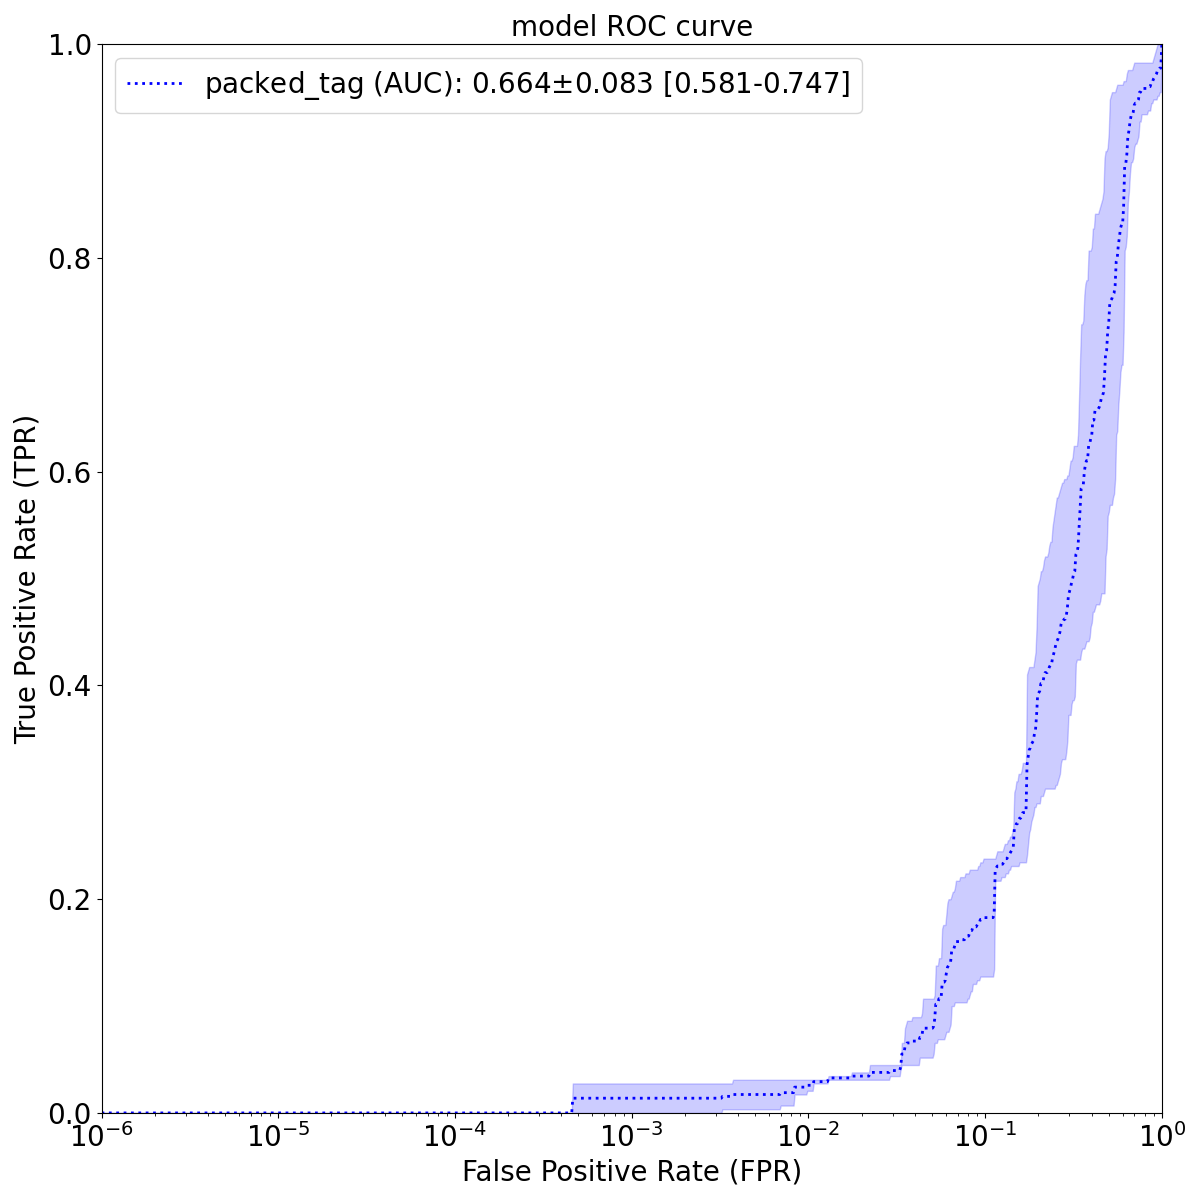 model ROC curve
packed_tag (AUC): 0.664±0.083 [0.581-0.747]
1.0
0.8
0.6
0.4
0.2
0.0
True Positive Rate (TPR)
10⁻⁶ 10⁻⁵ 10⁻⁴ 10⁻³ 10⁻² 10⁻¹ 10⁰
False Positive Rate (FPR)